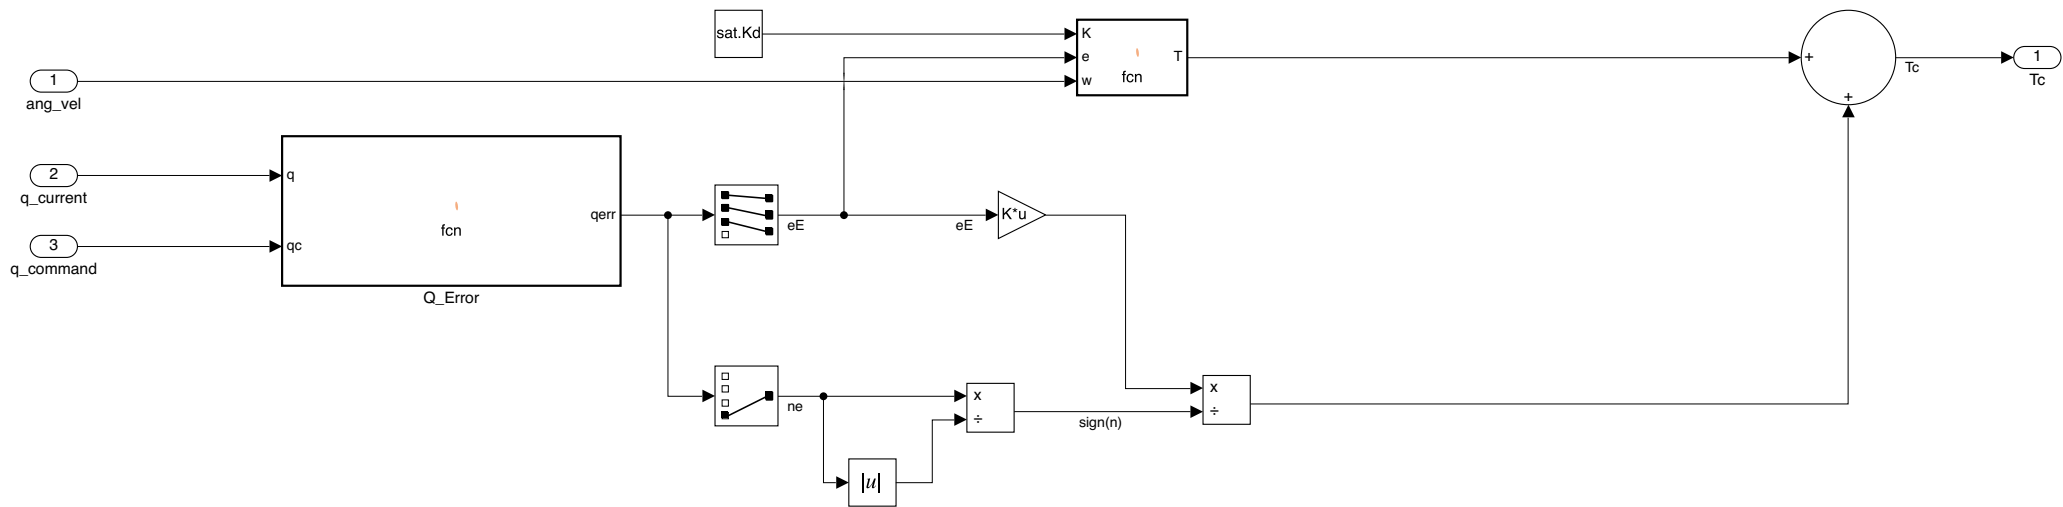 sat.Kd
K
e
w
T
fcn
+
+
Tc
1
Tc
1
ang_vel
2
q_current
3
q_command
q
qc
fcn
qerr
Q_Error
eE
eE
K*u
ne
x
÷
sign(n)
x
÷
|u|